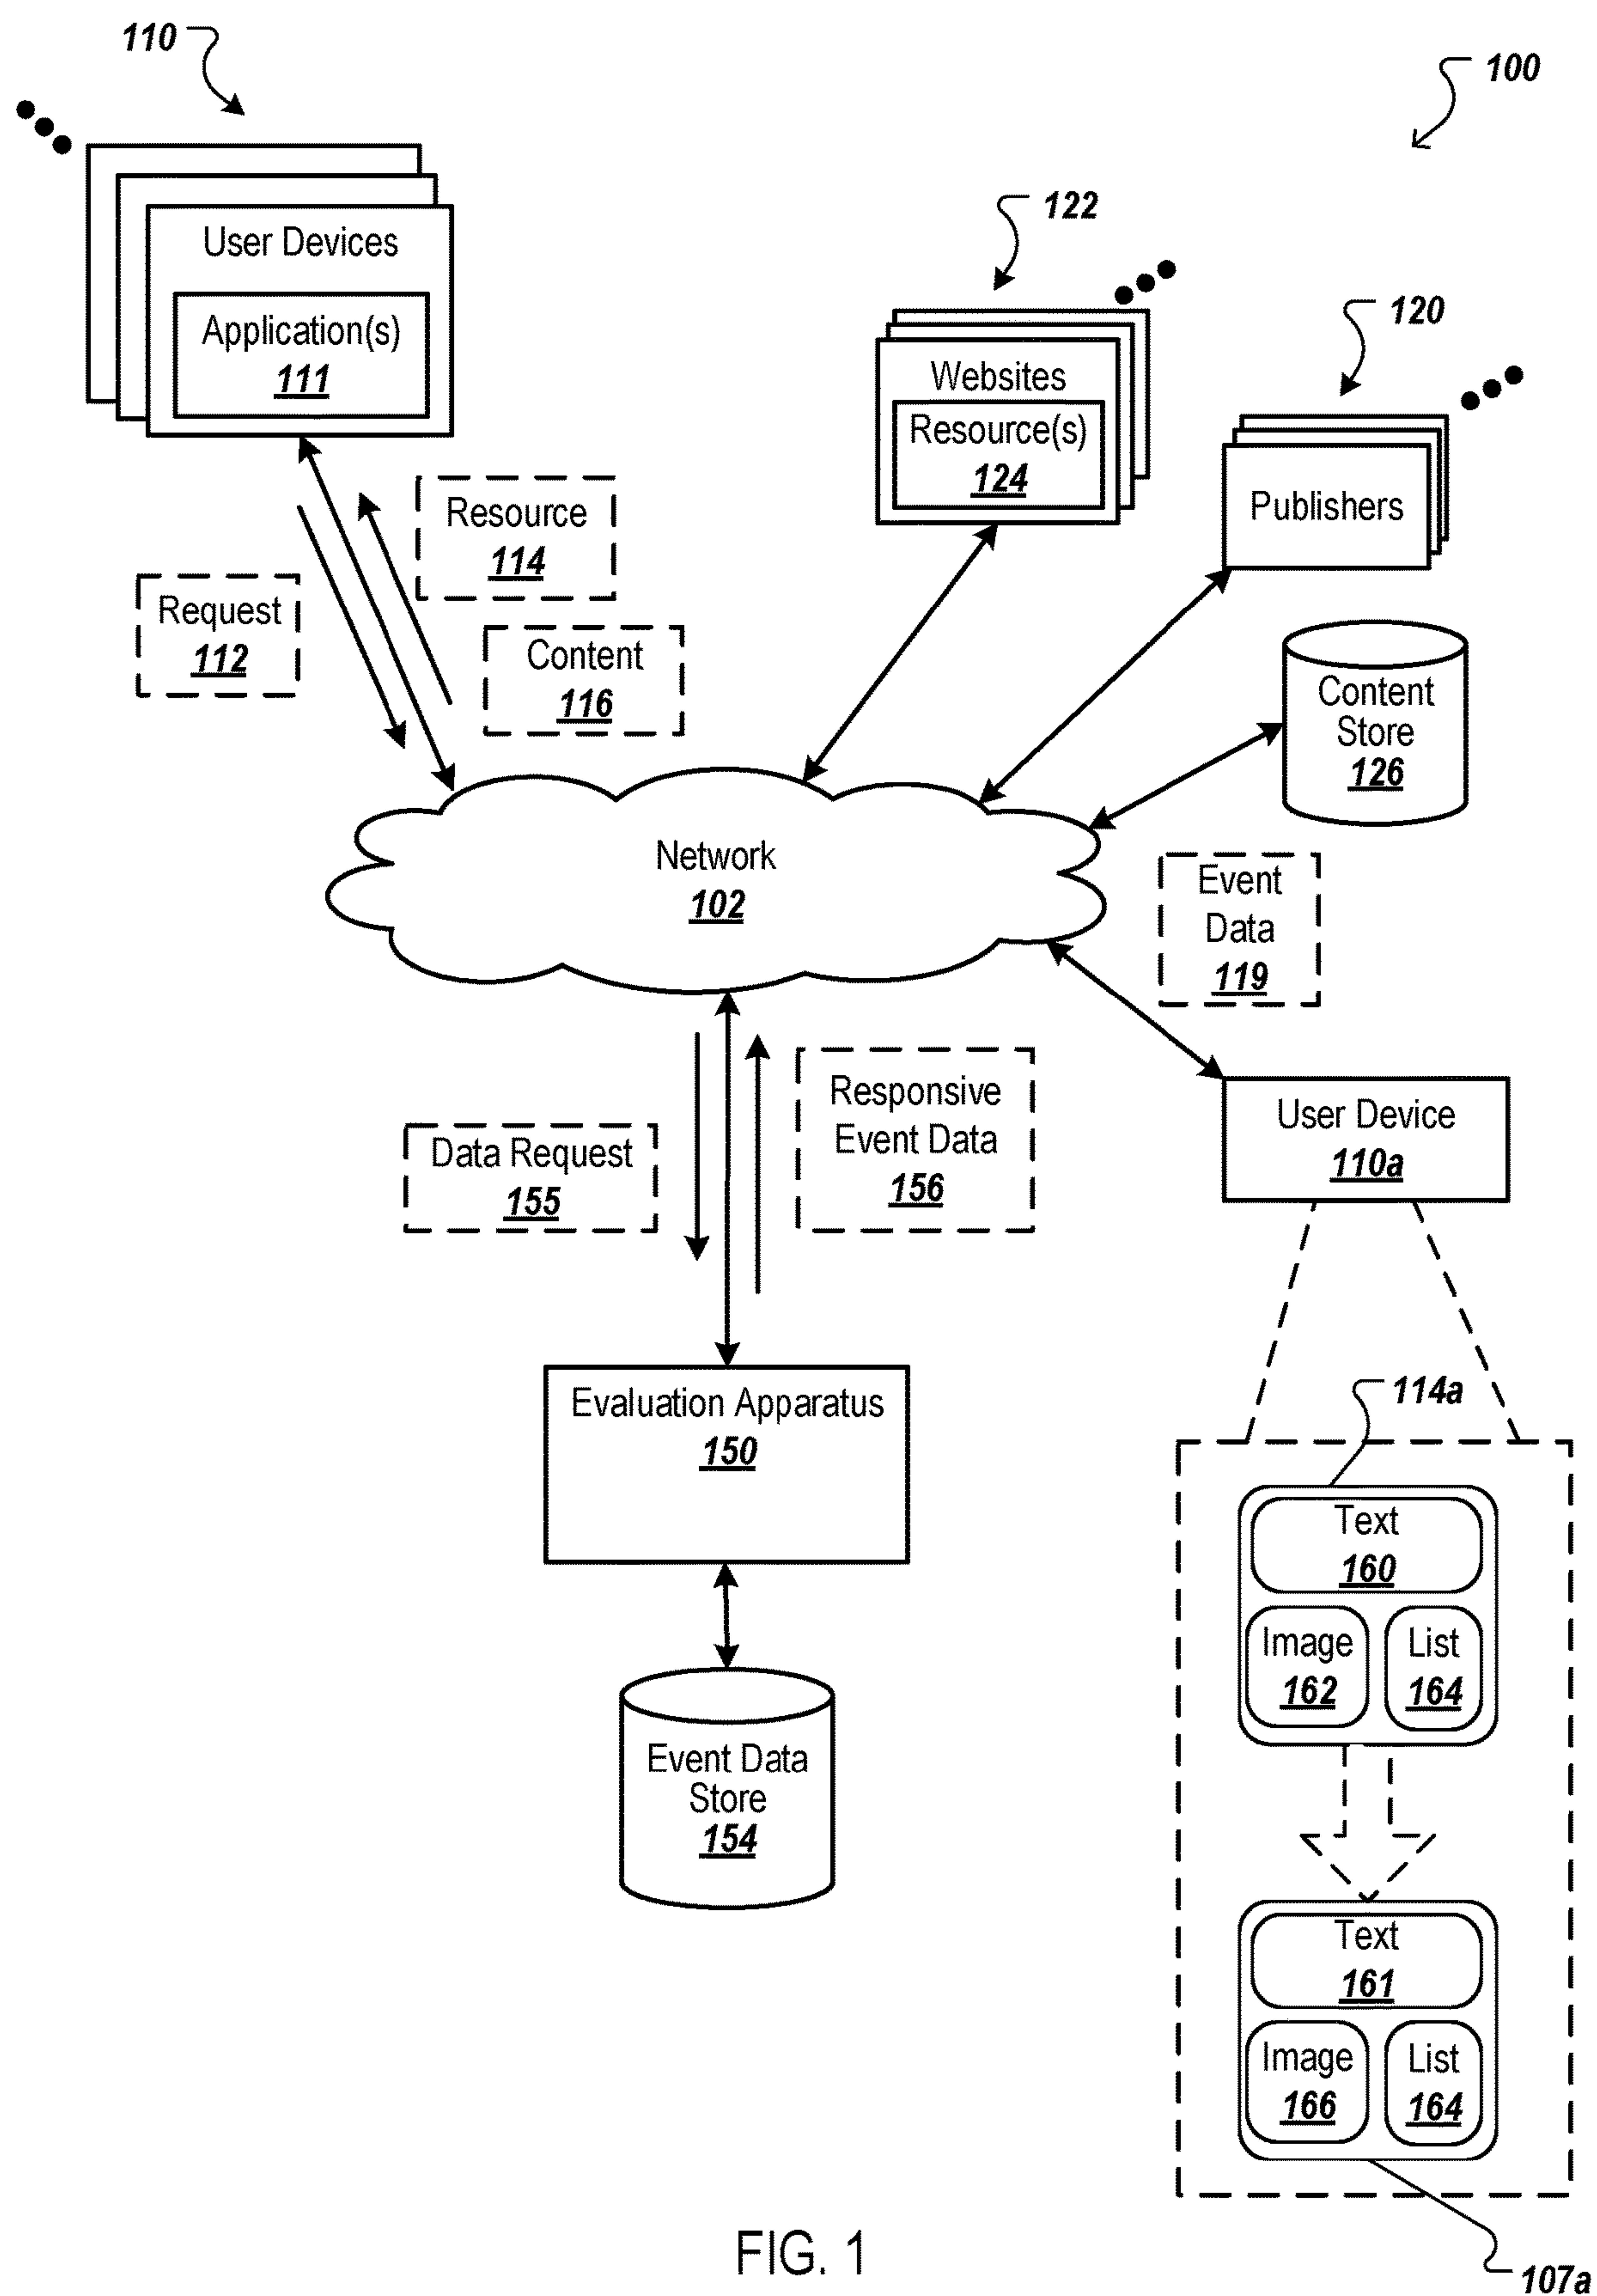 110
100
User Devices
Application(s)
111
122
Websites
Resource(s)
124
120
Publishers
Resource
114
Request
112
Content
116
Content
Store
126
Network
102
Event
Data
119
Data Request
155
Responsive
Event Data
156
User Device
110a
Evaluation Apparatus
150
114a
Text
160
Image
162
List
164
Event Data
Store
154
Text
161
Image
166
List
164
107a
FIG. 1